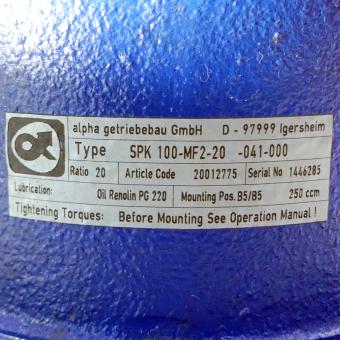 alpha getriebebau GmbH D - 97999 Igersheim
Type SPK 100-MF2-20 -041-000
Ratio 20 Article Code 20012775 Serial No 1446285
Lubrication: Oil Renolin PG 220 Mounting Pos. B5/B5 250 ccm
Tightening Torques: Before Mounting See Operation Manual !